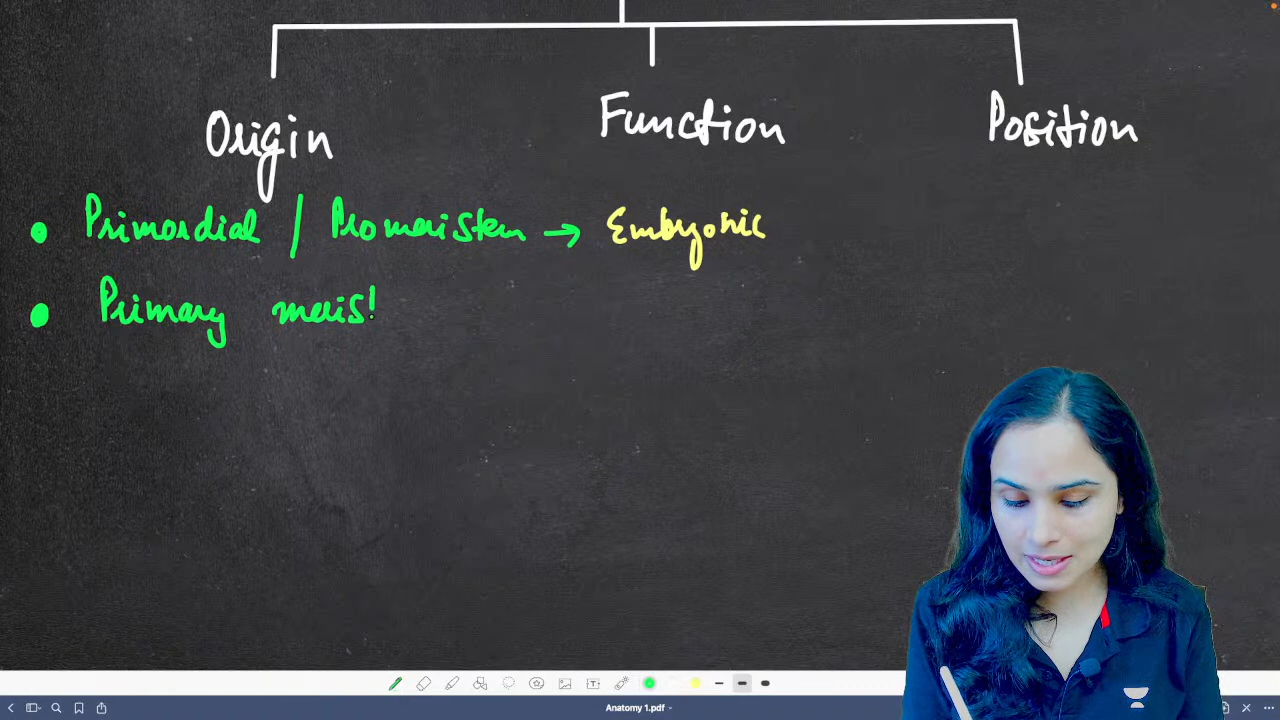 Origin Function Position
• Primordial / Promeristem → Embryonic
• Primary meris
Anatomy 1.pdf